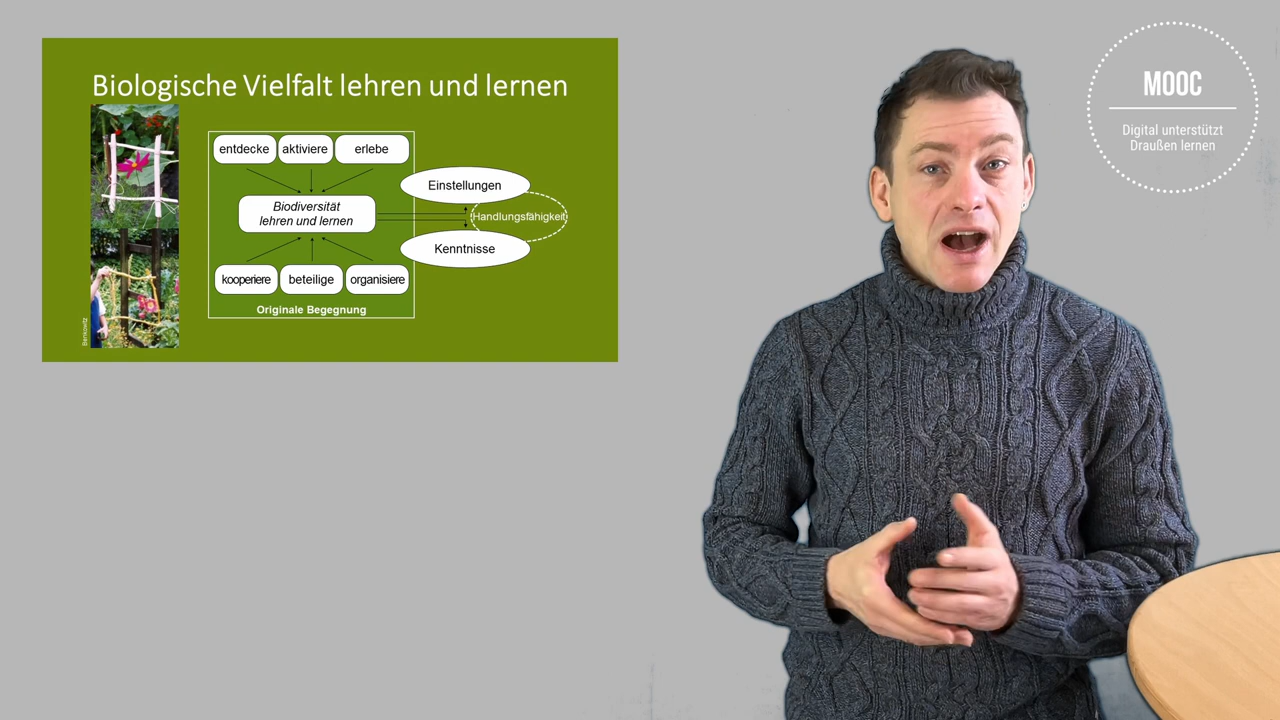 Biologische Vielfalt lehren und lernen
entdecke
aktiviere
erlebe
Einstellungen
Biodiversität
lehren und lernen
Handlungsfähigkeit
Kenntnisse
kooperiere
beteilige
organisiere
Originale Begegnung
Benkowitz
MOOC
Digital unterstützt
Draußen lernen